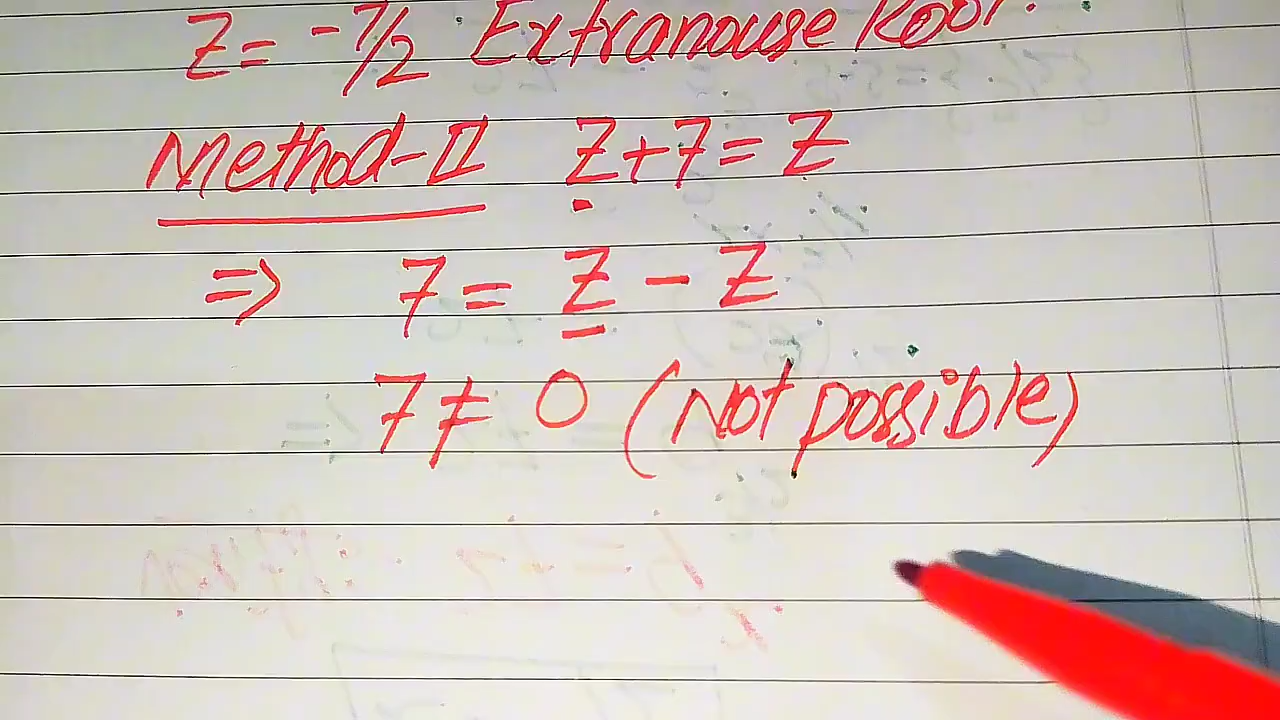 Z = -7/2 Extranouse Root.
Method-II Z+7=Z
=> 7 = Z - Z
7 ≠ 0 (Not possible)